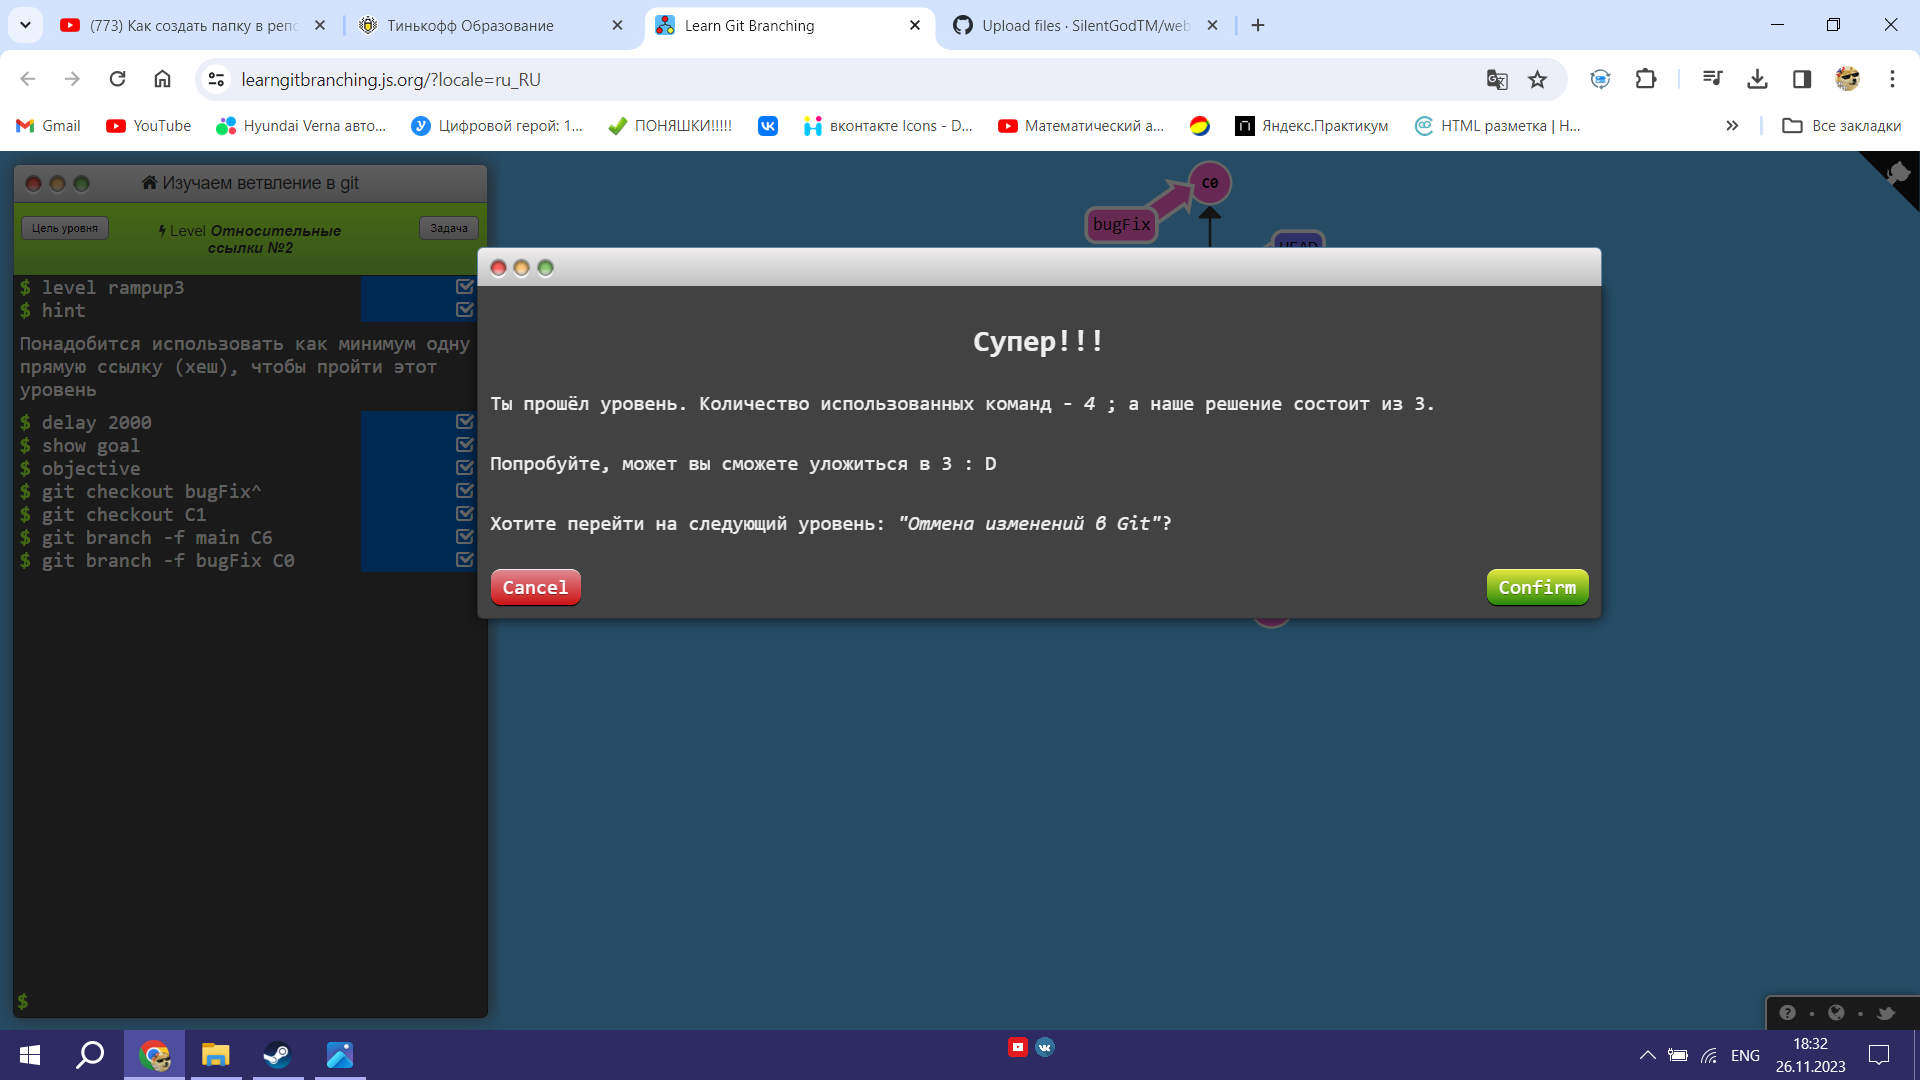 (773) Как создать папку в репо
Тинькофф Образование
Learn Git Branching
Upload files · SilentGodTM/web
learngitbranching.js.org/?locale=ru_RU
Gmail
YouTube
Hyundai Verna авто...
Цифровой герой: 1...
ПОНЯШКИ!!!!!
вконтакте Icons - D...
Математический а...
Яндекс.Практикум
HTML разметка | Н...
Все закладки
Изучаем ветвление в git
Цель уровня
Level Относительные
ссылки №2
Задача
$ level rampup3
$ hint
Понадобится использовать как минимум одну
прямую ссылку (хеш), чтобы пройти этот
уровень
$ delay 2000
$ show goal
$ objective
$ git checkout bugFix^
$ git checkout C1
$ git branch -f main C6
$ git branch -f bugFix C0
$
C0
bugFix
HEAD
Супер!!!
Ты прошёл уровень. Количество использованных команд - 4 ; а наше решение состоит из 3.
Попробуйте, может вы сможете уложиться в 3 : D
Хотите перейти на следующий уровень: "Отмена изменений в Git"?
Cancel
Confirm
ENG
18:32
26.11.2023